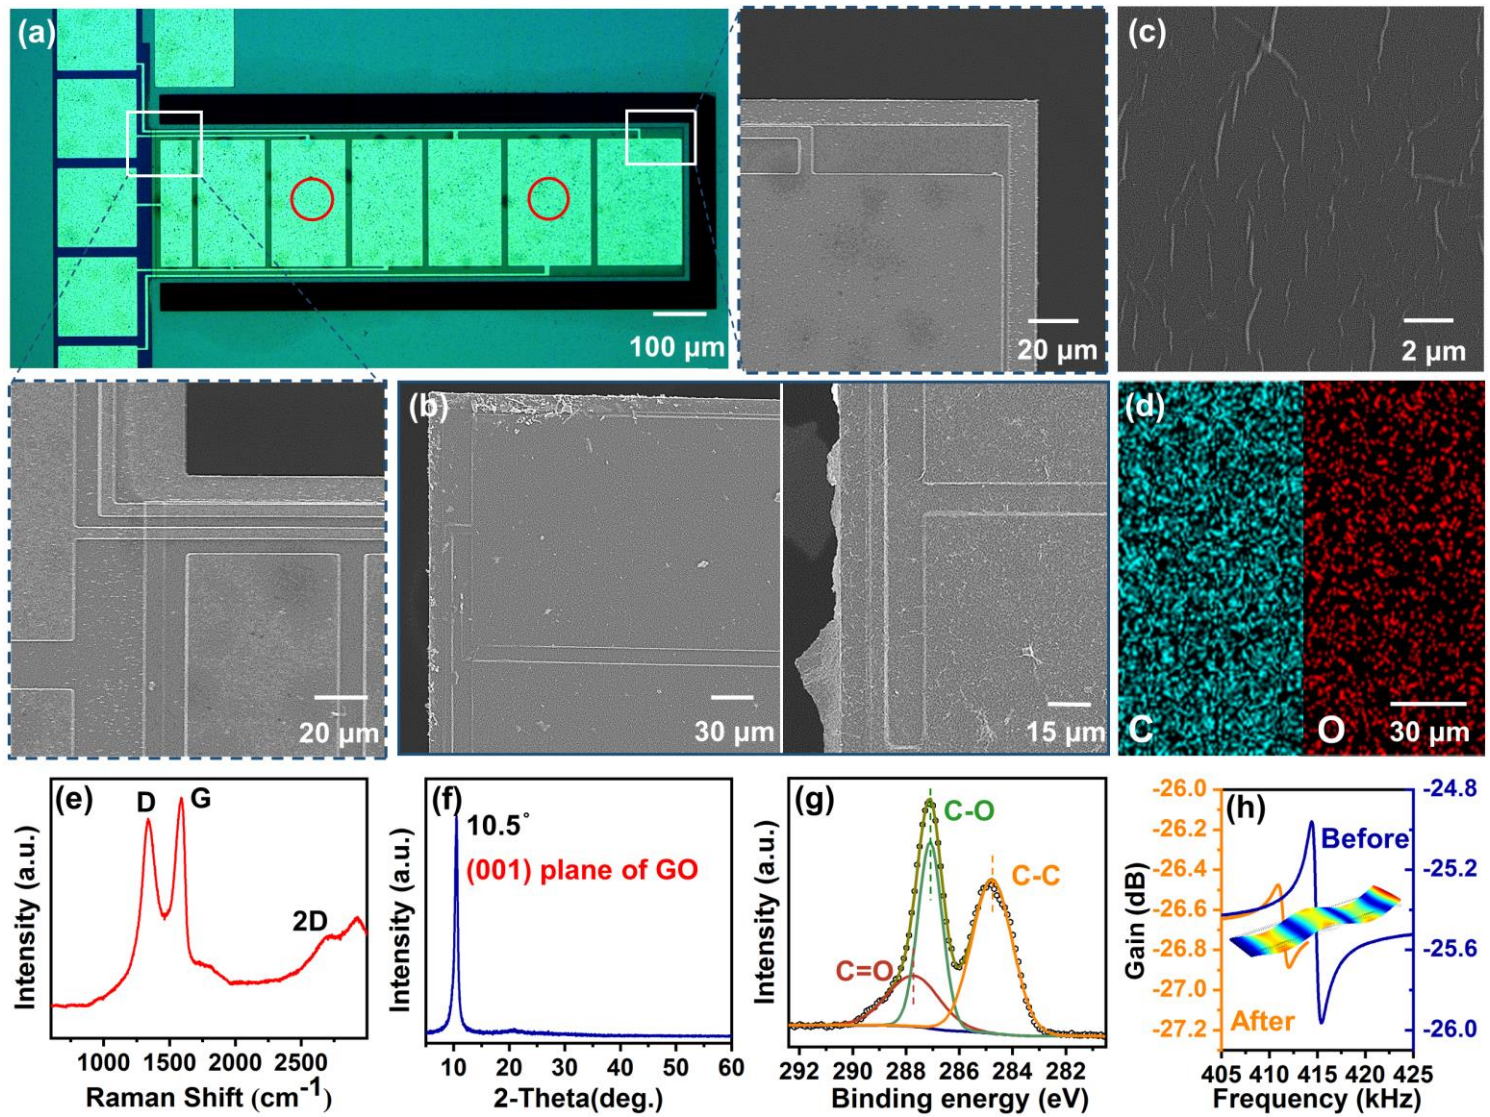 (a)
100 µm
20 µm
(c)
2 µm
20 µm
(b)
30 µm
15 µm
(d)
C
O
30 µm
(e)
D
G
2D
Intensity (a.u.)
1000 1500 2000 2500
Raman Shift (cm-1)
(f)
10.5°
(001) plane of GO
Intensity (a.u.)
10 20 30 40 50 60
2-Theta(deg.)
(g)
C-O
C-C
C=O
Intensity (a.u.)
292 290 288 286 284 282
Binding energy (eV)
(h)
Before
After
Gain (dB)
-26.0
-26.2
-26.4
-26.6
-26.8
-27.0
-27.2
-24.8
-25.2
-25.6
-26.0
405 410 415 420 425
Frequency (kHz)